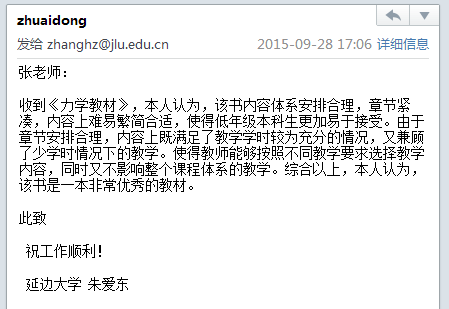 zhuaidong
发给 zhanghz@jlu.edu.cn 2015-09-28 17:06 详细信息
张老师：
收到《力学教材》，本人认为，该书内容体系安排合理，章节紧
凑，内容上难易繁简合适，使得低年级本科生更加易于接受。由于
章节安排合理，内容上既满足了教学学时较为充分的情况，又兼顾
了少学时情况下的教学。使得教师能够按照不同教学要求选择教学
内容，同时又不影响整个课程体系的教学。综合以上，本人认为，
该书是一本非常优秀的教材。
此致
祝工作顺利！
延边大学 朱爱东